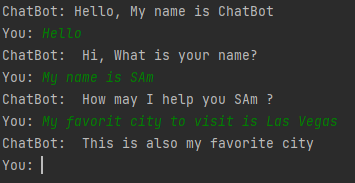 ChatBot: Hello, My name is ChatBot
You: Hello
ChatBot:  Hi, What is your name?
You: My name is SAm
ChatBot:  How may I help you SAm ?
You: My favorit city to visit is Las Vegas
ChatBot:  This is also my favorite city
You: